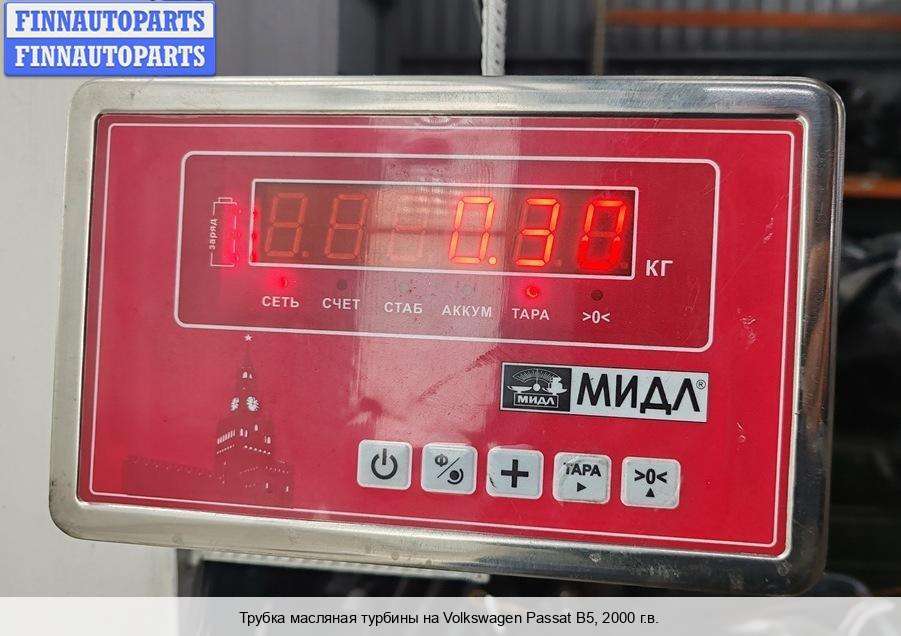 FINNAUTOPARTS
FINNAUTOPARTS
заряд
0.30
КГ
СЕТЬ СЧЕТ СТАБ АККУМ ТАРА >0<
МИДЛ МИДЛ®
Ф ТАРА >0<
Трубка масляная турбины на Volkswagen Passat B5, 2000 г.в.